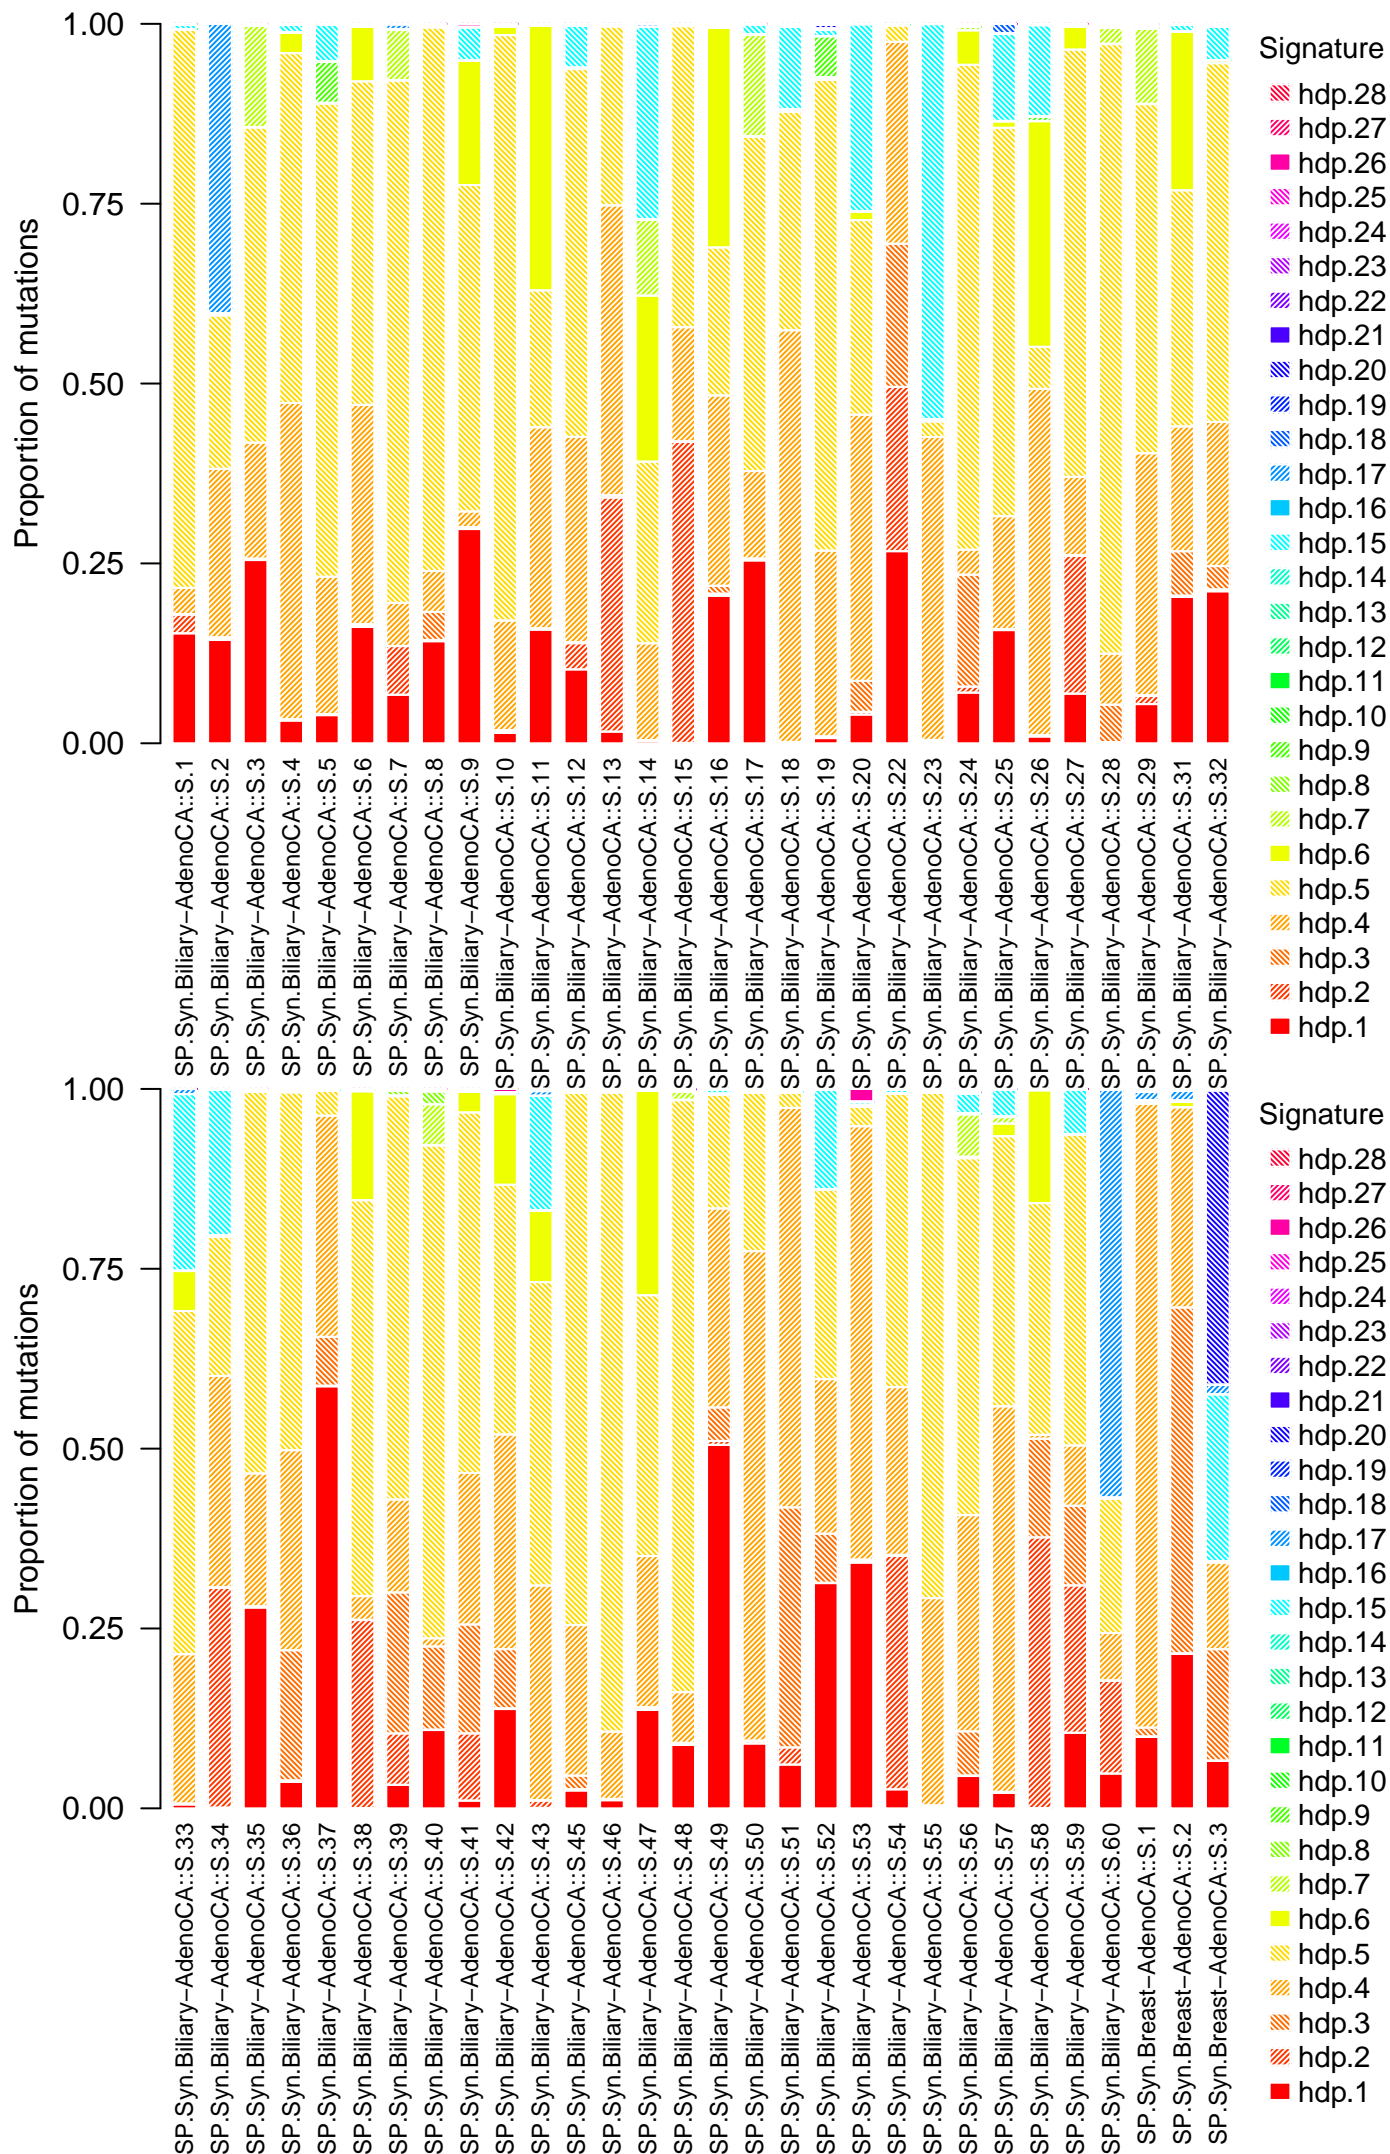 Proportion of mutations
1.00
0.75
0.50
0.25
0.00
SP.Syn.Biliary−AdenoCA::S.1
SP.Syn.Biliary−AdenoCA::S.2
SP.Syn.Biliary−AdenoCA::S.3
SP.Syn.Biliary−AdenoCA::S.4
SP.Syn.Biliary−AdenoCA::S.5
SP.Syn.Biliary−AdenoCA::S.6
SP.Syn.Biliary−AdenoCA::S.7
SP.Syn.Biliary−AdenoCA::S.8
SP.Syn.Biliary−AdenoCA::S.9
SP.Syn.Biliary−AdenoCA::S.10
SP.Syn.Biliary−AdenoCA::S.11
SP.Syn.Biliary−AdenoCA::S.12
SP.Syn.Biliary−AdenoCA::S.13
SP.Syn.Biliary−AdenoCA::S.14
SP.Syn.Biliary−AdenoCA::S.15
SP.Syn.Biliary−AdenoCA::S.16
SP.Syn.Biliary−AdenoCA::S.17
SP.Syn.Biliary−AdenoCA::S.18
SP.Syn.Biliary−AdenoCA::S.19
SP.Syn.Biliary−AdenoCA::S.20
SP.Syn.Biliary−AdenoCA::S.22
SP.Syn.Biliary−AdenoCA::S.23
SP.Syn.Biliary−AdenoCA::S.24
SP.Syn.Biliary−AdenoCA::S.25
SP.Syn.Biliary−AdenoCA::S.26
SP.Syn.Biliary−AdenoCA::S.27
SP.Syn.Biliary−AdenoCA::S.28
SP.Syn.Biliary−AdenoCA::S.29
SP.Syn.Biliary−AdenoCA::S.31
SP.Syn.Biliary−AdenoCA::S.32
Signature
hdp.28
hdp.27
hdp.26
hdp.25
hdp.24
hdp.23
hdp.22
hdp.21
hdp.20
hdp.19
hdp.18
hdp.17
hdp.16
hdp.15
hdp.14
hdp.13
hdp.12
hdp.11
hdp.10
hdp.9
hdp.8
hdp.7
hdp.6
hdp.5
hdp.4
hdp.3
hdp.2
hdp.1
Proportion of mutations
1.00
0.75
0.50
0.25
0.00
SP.Syn.Biliary−AdenoCA::S.33
SP.Syn.Biliary−AdenoCA::S.34
SP.Syn.Biliary−AdenoCA::S.35
SP.Syn.Biliary−AdenoCA::S.36
SP.Syn.Biliary−AdenoCA::S.37
SP.Syn.Biliary−AdenoCA::S.38
SP.Syn.Biliary−AdenoCA::S.39
SP.Syn.Biliary−AdenoCA::S.40
SP.Syn.Biliary−AdenoCA::S.41
SP.Syn.Biliary−AdenoCA::S.42
SP.Syn.Biliary−AdenoCA::S.43
SP.Syn.Biliary−AdenoCA::S.45
SP.Syn.Biliary−AdenoCA::S.46
SP.Syn.Biliary−AdenoCA::S.47
SP.Syn.Biliary−AdenoCA::S.48
SP.Syn.Biliary−AdenoCA::S.49
SP.Syn.Biliary−AdenoCA::S.50
SP.Syn.Biliary−AdenoCA::S.51
SP.Syn.Biliary−AdenoCA::S.52
SP.Syn.Biliary−AdenoCA::S.53
SP.Syn.Biliary−AdenoCA::S.54
SP.Syn.Biliary−AdenoCA::S.55
SP.Syn.Biliary−AdenoCA::S.56
SP.Syn.Biliary−AdenoCA::S.57
SP.Syn.Biliary−AdenoCA::S.58
SP.Syn.Biliary−AdenoCA::S.59
SP.Syn.Biliary−AdenoCA::S.60
SP.Syn.Breast−AdenoCA::S.1
SP.Syn.Breast−AdenoCA::S.2
SP.Syn.Breast−AdenoCA::S.3
Signature
hdp.28
hdp.27
hdp.26
hdp.25
hdp.24
hdp.23
hdp.22
hdp.21
hdp.20
hdp.19
hdp.18
hdp.17
hdp.16
hdp.15
hdp.14
hdp.13
hdp.12
hdp.11
hdp.10
hdp.9
hdp.8
hdp.7
hdp.6
hdp.5
hdp.4
hdp.3
hdp.2
hdp.1